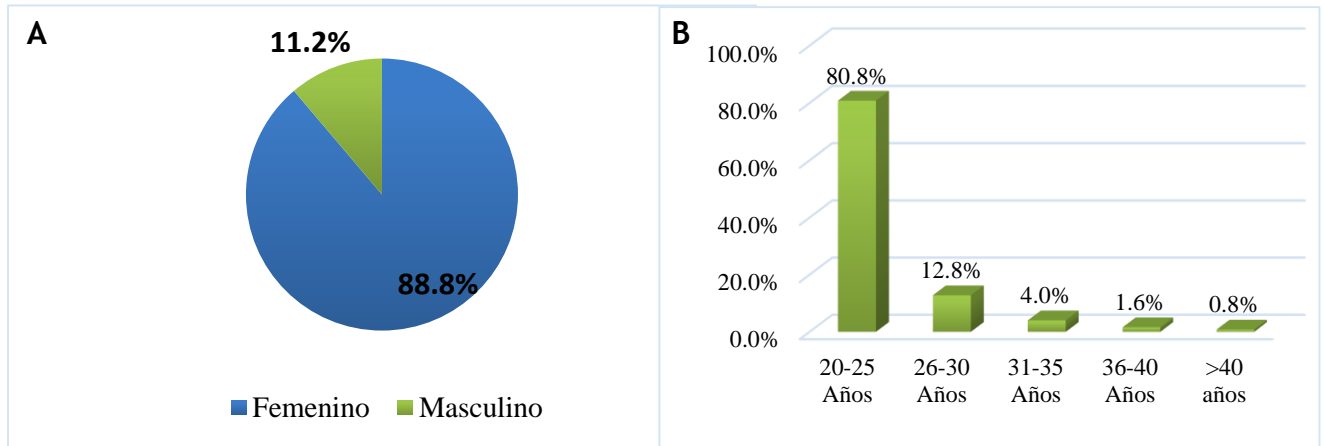 A
11.2%
88.8%
Femenino Masculino
B
100.0%
80.0%
60.0%
40.0%
20.0%
0.0%
80.8%
12.8%
4.0%
1.6%
0.8%
20-25
Años
26-30
Años
31-35
Años
36-40
Años
>40
años